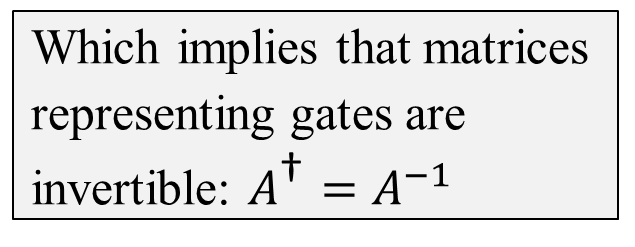 Which implies that matrices
representing gates are
invertible: A† = A⁻¹